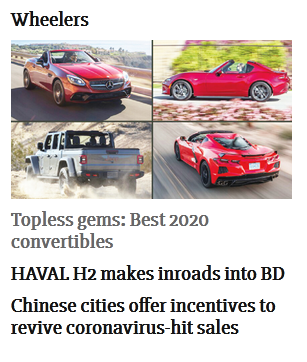 Wheelers
Topless gems: Best 2020
convertibles
HAVAL H2 makes inroads into BD
Chinese cities offer incentives to
revive coronavirus-hit sales